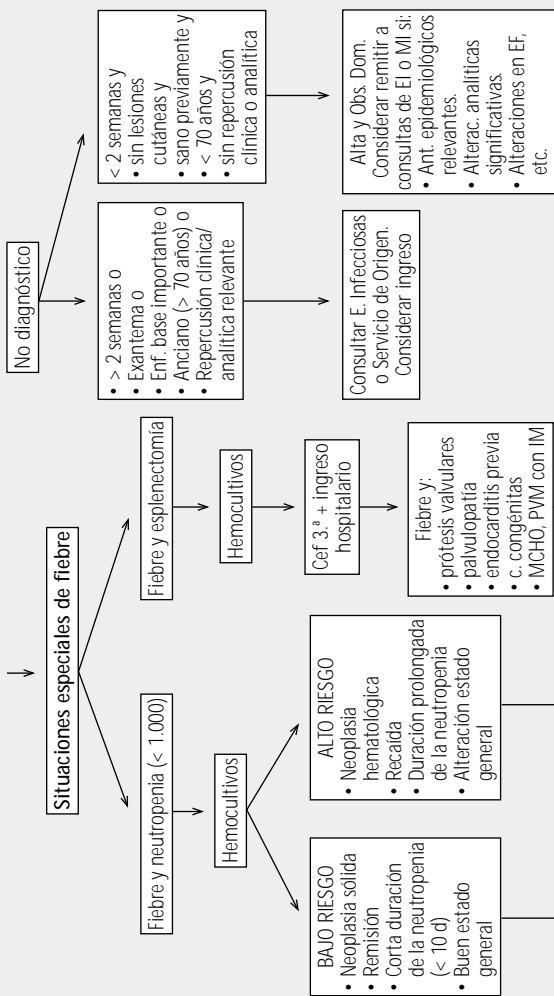 No diagnóstico
• > 2 semanas o
• Exantema o
• Enf. base importante o
• Anciano (> 70 años) o
• Repercusión clínica/
analítica relevante
< 2 semanas y
• sin lesiones
cutáneas y
• sano previamente y
• < 70 años y
• sin repercusión
clínica o analítica
Consultar E. Infecciosas
o Servicio de Origen.
Considerar ingreso
Alta y Obs. Dom.
Considerar remitir a
consultas de EI o MI si:
• Ant. epidemiológicos
relevantes.
• Alterac. analíticas
significativas.
• Alteraciones en EF,
etc.
Situaciones especiales de fiebre
Fiebre y neutropenia (< 1.000)
Fiebre y esplenectomía
Hemocultivos
Hemocultivos
Cef 3.ª + ingreso
hospitalario
BAJO RIESGO
• Neoplasia sólida
• Remisión
• Corta duración
de la neutropenia
(< 10 d)
• Buen estado
general
ALTO RIESGO
• Neoplasia
hematológica
• Recaída
• Duración prolongada
de la neutropenia
• Alteración estado
general
Fiebre y:
• prótesis valvulares
• palvulopatía
• endocarditis previa
• c. congénitas
• MCHO, PVM con IM